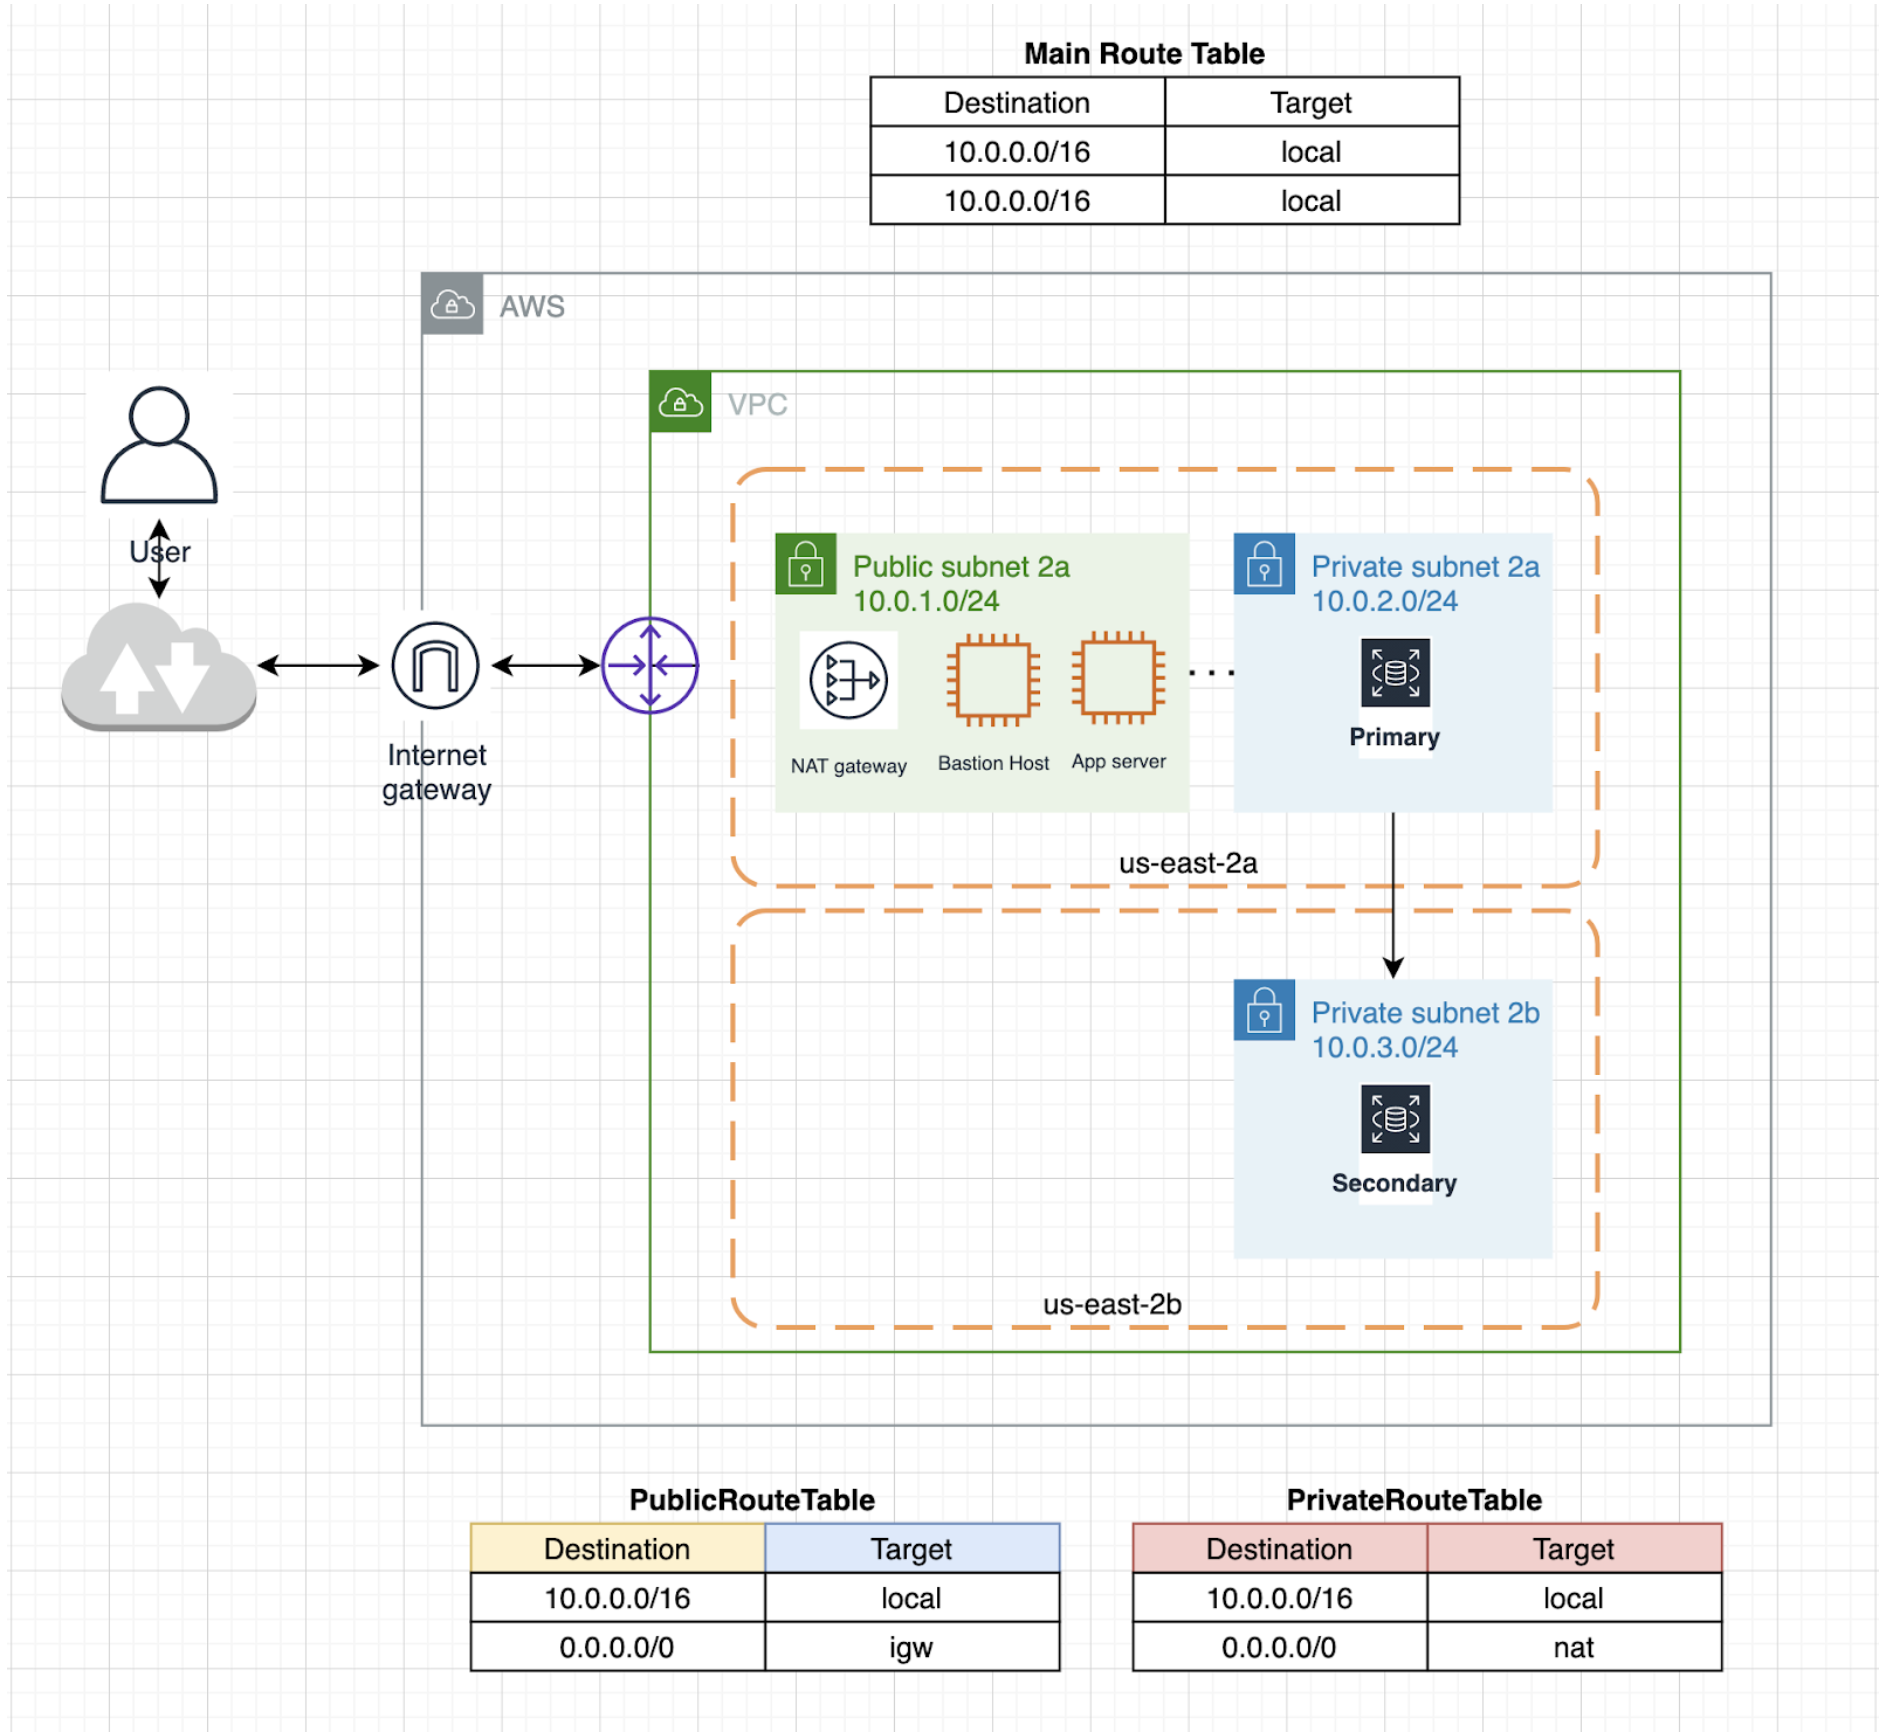 Main Route Table
Destination Target
10.0.0.0/16 local
10.0.0.0/16 local
AWS
VPC
User
Internet
gateway
Public subnet 2a
10.0.1.0/24
NAT gateway
Bastion Host
App server
...
Private subnet 2a
10.0.2.0/24
Primary
us-east-2a
Private subnet 2b
10.0.3.0/24
Secondary
us-east-2b
PublicRouteTable
Destination Target
10.0.0.0/16 local
0.0.0.0/0 igw
PrivateRouteTable
Destination Target
10.0.0.0/16 local
0.0.0.0/0 nat